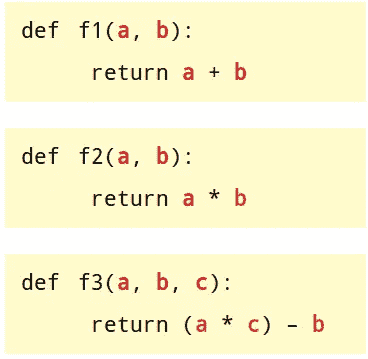 def f1(a, b):
return a + b
def f2(a, b):
return a * b
def f3(a, b, c):
return (a * c) – b